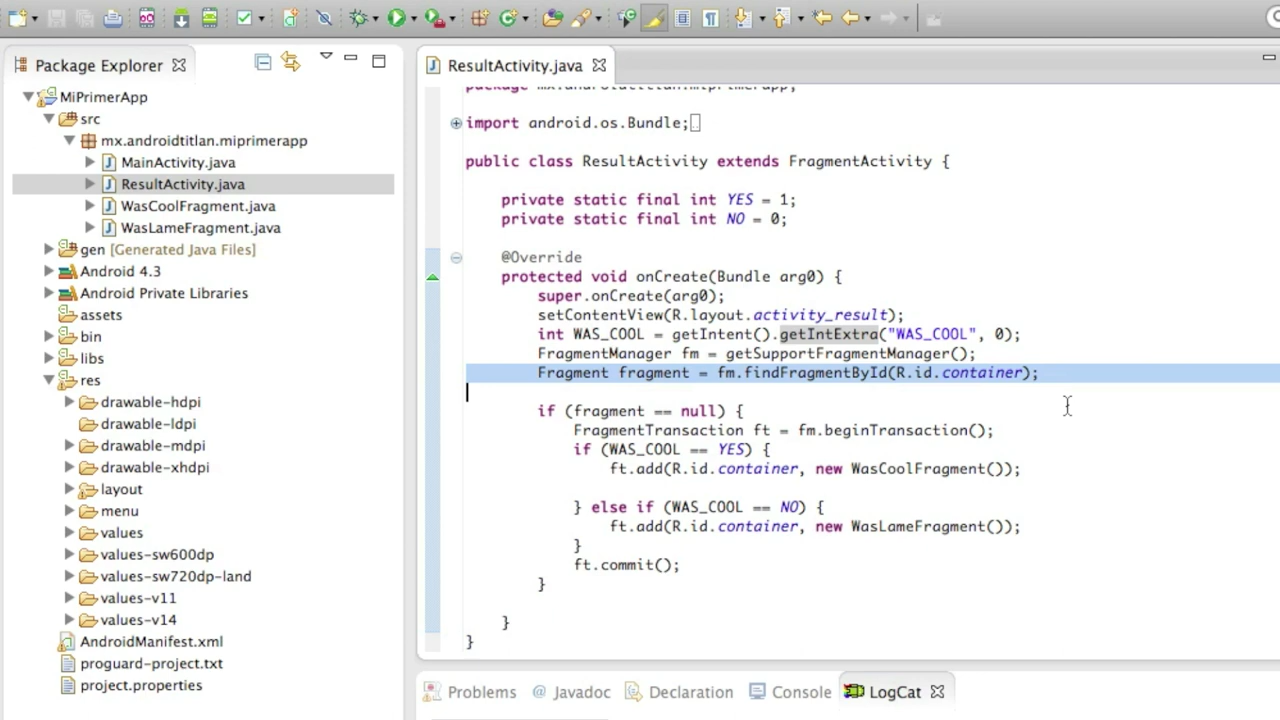 Package Explorer
MiPrimerApp
src
mx.androidtitlan.miprimerapp
MainActivity.java
ResultActivity.java
WasCoolFragment.java
WasLameFragment.java
gen [Generated Java Files]
Android 4.3
Android Private Libraries
assets
bin
libs
res
drawable-hdpi
drawable-ldpi
drawable-mdpi
drawable-xhdpi
layout
menu
values
values-sw600dp
values-sw720dp-land
values-v11
values-v14
AndroidManifest.xml
proguard-project.txt
project.properties
ResultActivity.java
package mx.androidtitlan.miprimerapp;
import android.os.Bundle;
public class ResultActivity extends FragmentActivity {
private static final int YES = 1;
private static final int NO = 0;
@Override
protected void onCreate(Bundle arg0) {
super.onCreate(arg0);
setContentView(R.layout.activity_result);
int WAS_COOL = getIntent().getIntExtra("WAS_COOL", 0);
FragmentManager fm = getSupportFragmentManager();
Fragment fragment = fm.findFragmentById(R.id.container);
if (fragment == null) {
FragmentTransaction ft = fm.beginTransaction();
if (WAS_COOL == YES) {
ft.add(R.id.container, new WasCoolFragment());
} else if (WAS_COOL == NO) {
ft.add(R.id.container, new WasLameFragment());
}
ft.commit();
}
}
}
Problems @ Javadoc Declaration Console LogCat